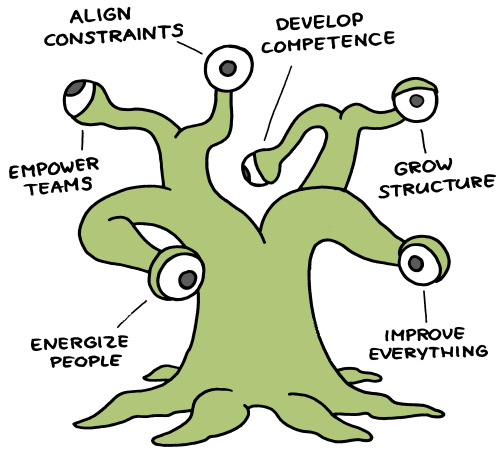 ALIGN
CONSTRAINTS
DEVELOP
COMPETENCE
EMPOWER
TEAMS
GROW
STRUCTURE
ENERGIZE
PEOPLE
IMPROVE
EVERYTHING